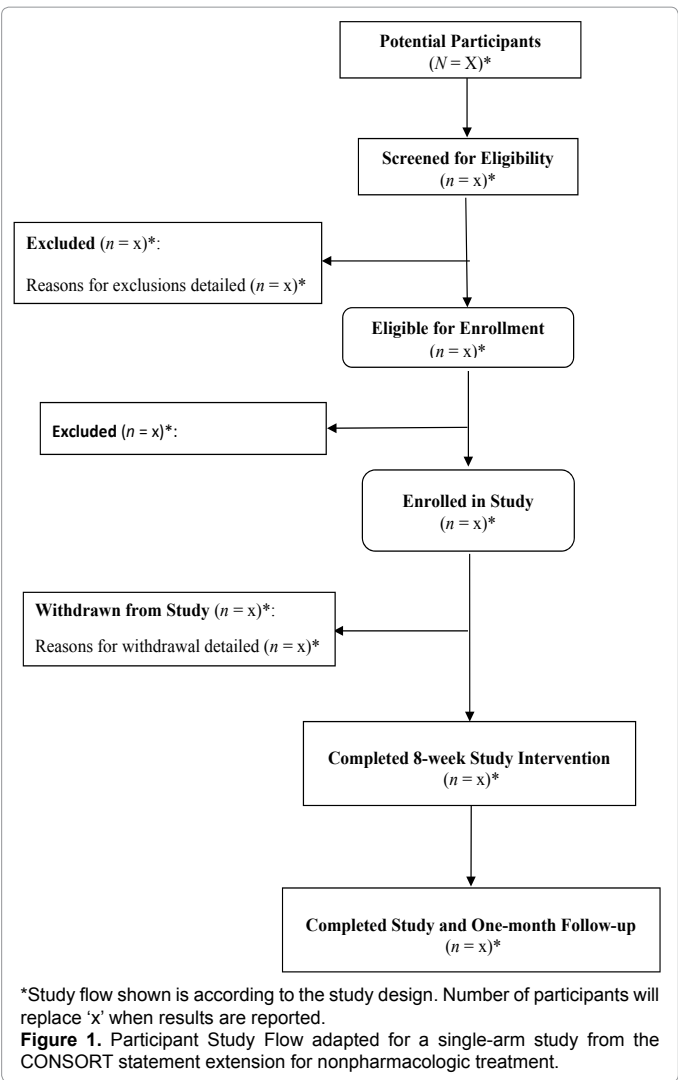 Potential Participants
(N = X)*
Screened for Eligibility
(n = x)*
Excluded (n = x)*:
Reasons for exclusions detailed (n = x)*
Eligible for Enrollment
(n = x)*
Excluded (n = x)*:
Enrolled in Study
(n = x)*
Withdrawn from Study (n = x)*:
Reasons for withdrawal detailed (n = x)*
Completed 8-week Study Intervention
(n = x)*
Completed Study and One-month Follow-up
(n = x)*
*Study flow shown is according to the study design. Number of participants will
replace ‘x’ when results are reported.
Figure 1. Participant Study Flow adapted for a single-arm study from the
CONSORT statement extension for nonpharmacologic treatment.